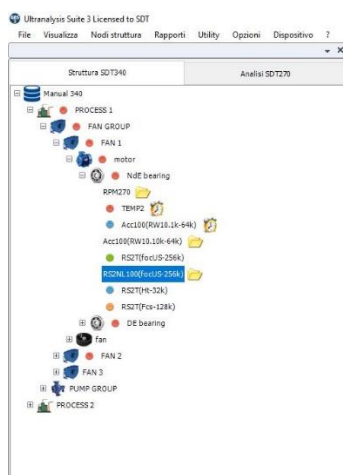 Ultranalysis Suite 3 Licensed to SDT
File Visualizza Nodi struttura Rapporti Utility Opzioni Dispositivo ?
Struttura SDT340 Analisi SDT270
Manual 340
PROCESS 1
FAN GROUP
FAN 1
motor
NdE bearing
RPM270
TEMP2
Acc100(RW10.1k-64k)
Acc100(RW10.10k-64k)
RS2T(focUS-256k)
RS2NL100(focUS-256k)
RS2T(Ht-32k)
RS2T(Fcs-128k)
DE bearing
fan
FAN 2
FAN 3
PUMP GROUP
PROCESS 2